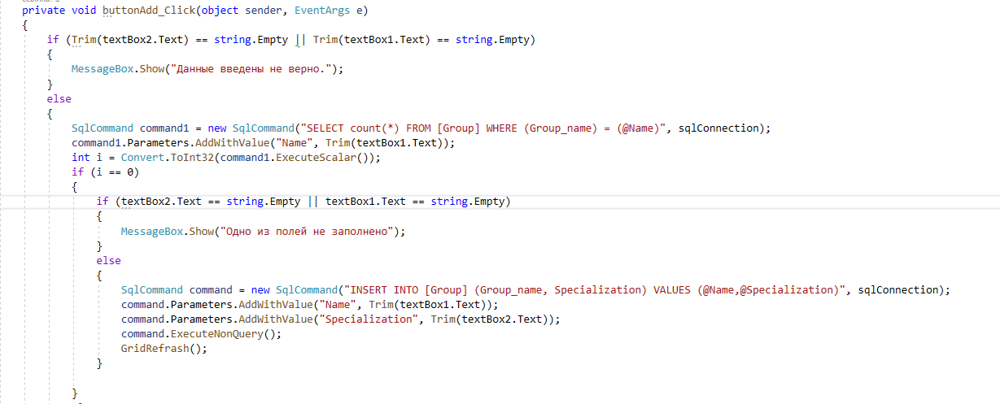 private void buttonAdd_Click(object sender, EventArgs e)
{
if (Trim(textBox2.Text) == string.Empty || Trim(textBox1.Text) == string.Empty)
{
MessageBox.Show("Данные введены не верно.");
}
else
{
SqlCommand command1 = new SqlCommand("SELECT count(*) FROM [Group] WHERE (Group_name) = (@Name)", sqlConnection);
command1.Parameters.AddWithValue("Name", Trim(textBox1.Text));
int i = Convert.ToInt32(command1.ExecuteScalar());
if (i == 0)
{
if (textBox2.Text == string.Empty || textBox1.Text == string.Empty)
{
MessageBox.Show("Одно из полей не заполнено");
}
else
{
SqlCommand command = new SqlCommand("INSERT INTO [Group] (Group_name, Specialization) VALUES (@Name,@Specialization)", sqlConnection);
command.Parameters.AddWithValue("Name", Trim(textBox1.Text));
command.Parameters.AddWithValue("Specialization", Trim(textBox2.Text));
command.ExecuteNonQuery();
GridRefrash();
}
}